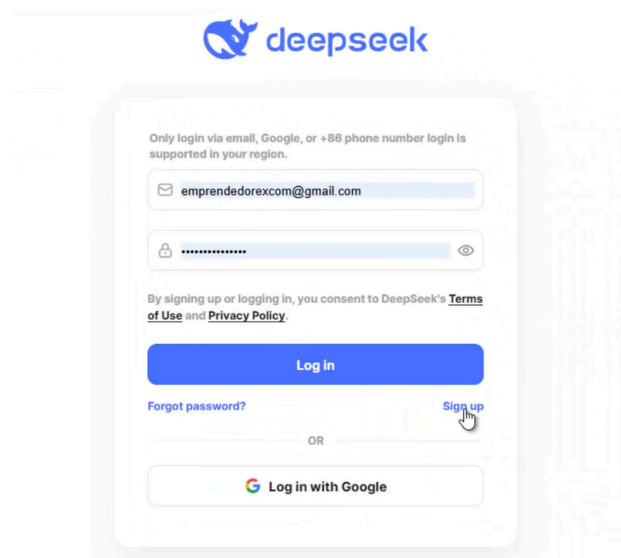 deepseek
Only login via email, Google, or +86 phone number login is
supported in your region.
emprendedorexcom@gmail.com
•••••••••••••••
By signing up or logging in, you consent to DeepSeek's Terms
of Use and Privacy Policy.
Log in
Forgot password?
Sign up
OR
Log in with Google